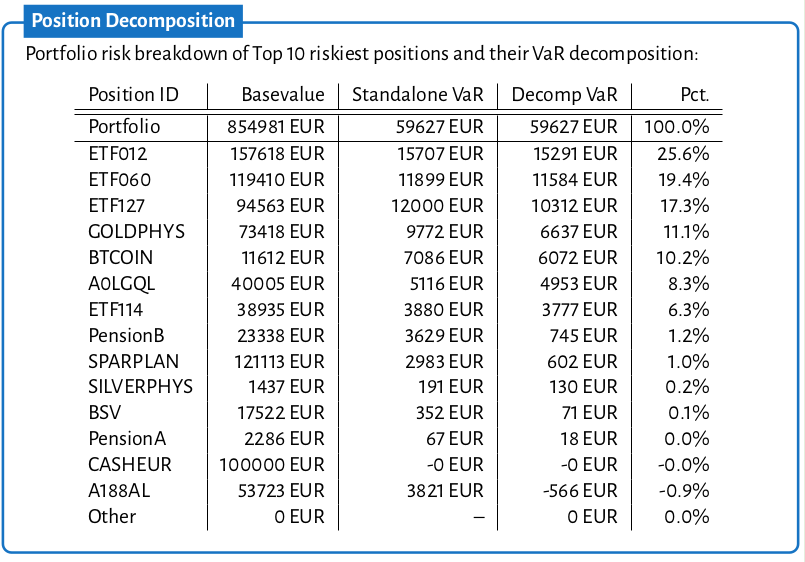 Position Decomposition
Portfolio risk breakdown of Top 10 riskiest positions and their VaR decomposition:
Position ID Basevalue Standalone VaR Decomp VaR Pct.
Portfolio 854981 EUR 59627 EUR 59627 EUR 100.0%
ETF012 157618 EUR 15707 EUR 15291 EUR 25.6%
ETF060 119410 EUR 11899 EUR 11584 EUR 19.4%
ETF127 94563 EUR 12000 EUR 10312 EUR 17.3%
GOLDPHYS 73418 EUR 9772 EUR 6637 EUR 11.1%
BTCOIN 11612 EUR 7086 EUR 6072 EUR 10.2%
A0LGQL 40005 EUR 5116 EUR 4953 EUR 8.3%
ETF114 38935 EUR 3880 EUR 3777 EUR 6.3%
PensionB 23338 EUR 3629 EUR 745 EUR 1.2%
SPARPLAN 121113 EUR 2983 EUR 602 EUR 1.0%
SILVERPHYS 1437 EUR 191 EUR 130 EUR 0.2%
BSV 17522 EUR 352 EUR 71 EUR 0.1%
PensionA 2286 EUR 67 EUR 18 EUR 0.0%
CASHEUR 100000 EUR -0 EUR -0 EUR -0.0%
A188AL 53723 EUR 3821 EUR -566 EUR -0.9%
Other 0 EUR – 0 EUR 0.0%